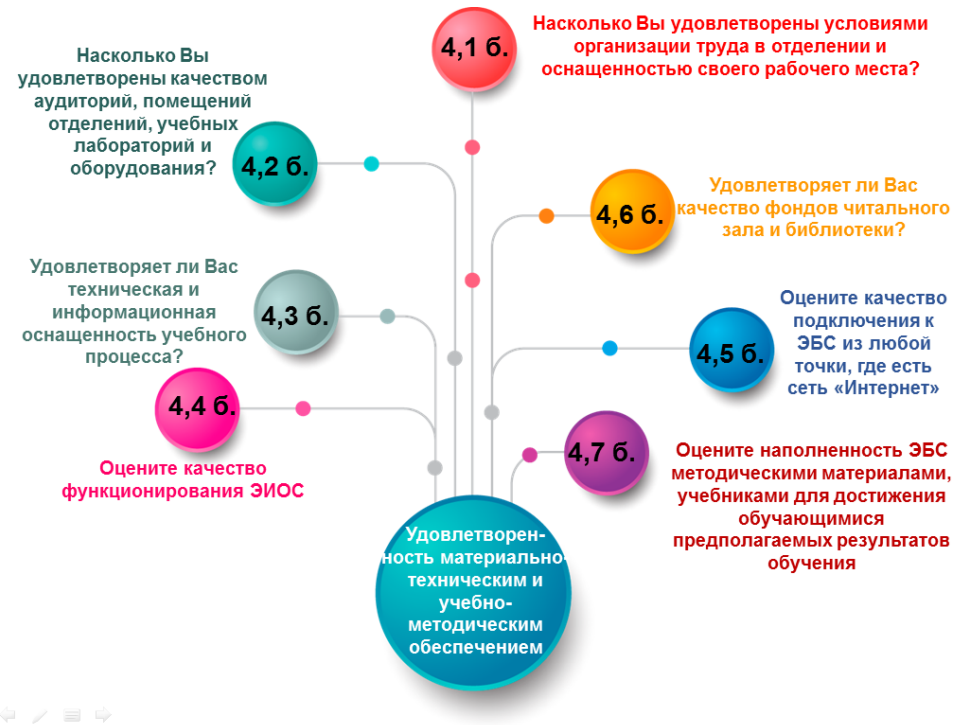 4,1 б.
Насколько Вы удовлетворены условиями
организации труда в отделении и
оснащенностью своего рабочего места?
Насколько Вы
удовлетворены качеством
аудиторий, помещений
отделений, учебных
лабораторий и
оборудования?
4,2 б.
4,6 б.
Удовлетворяет ли Вас
качество фондов читального
зала и библиотеки?
Удовлетворяет ли Вас
техническая и
информационная
оснащенность учебного
процесса?
4,3 б.
4,5 б.
Оцените качество
подключения к
ЭБС из любой
точки, где есть
сеть «Интернет»
4,4 б.
Оцените качество
функционирования ЭИОС
4,7 б.
Оцените наполненность ЭБС
методическими материалами,
учебниками для достижения
обучающимися
предполагаемых результатов
обучения
Удовлетворен-
ность материально-
техническим и
учебно-
методическим
обеспечением